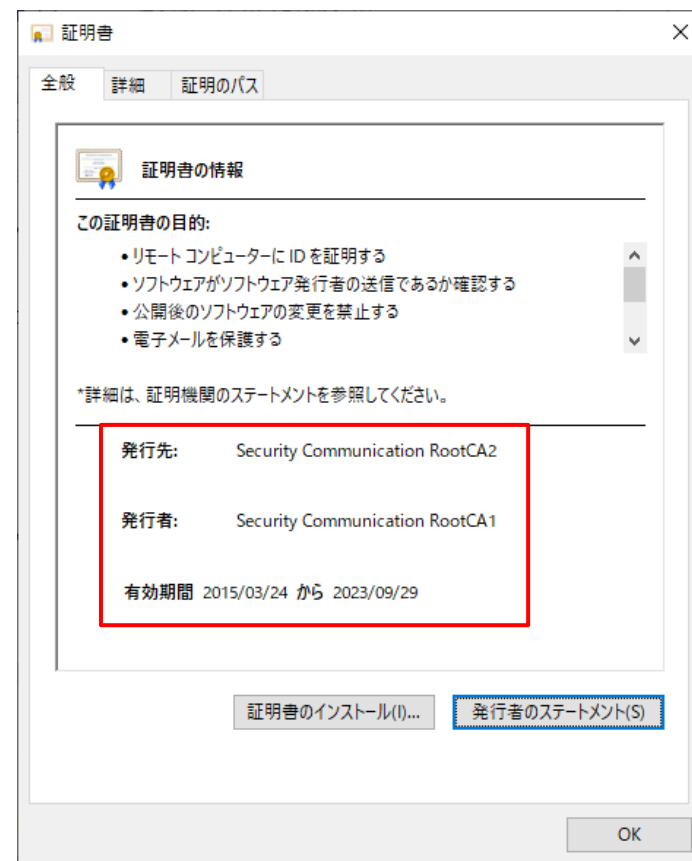 証明書
全般 詳細 証明のパス
証明書の情報
この証明書の目的:
• リモート コンピューターに ID を証明する
• ソフトウェアがソフトウェア発行者の送信であるか確認する
• 公開後のソフトウェアの変更を禁止する
• 電子メールを保護する
*詳細は、証明機関のステートメントを参照してください。
発行先: Security Communication RootCA2
発行者: Security Communication RootCA1
有効期間 2015/03/24 から 2023/09/29
証明書のインストール(I)... 発行者のステートメント(S)
OK